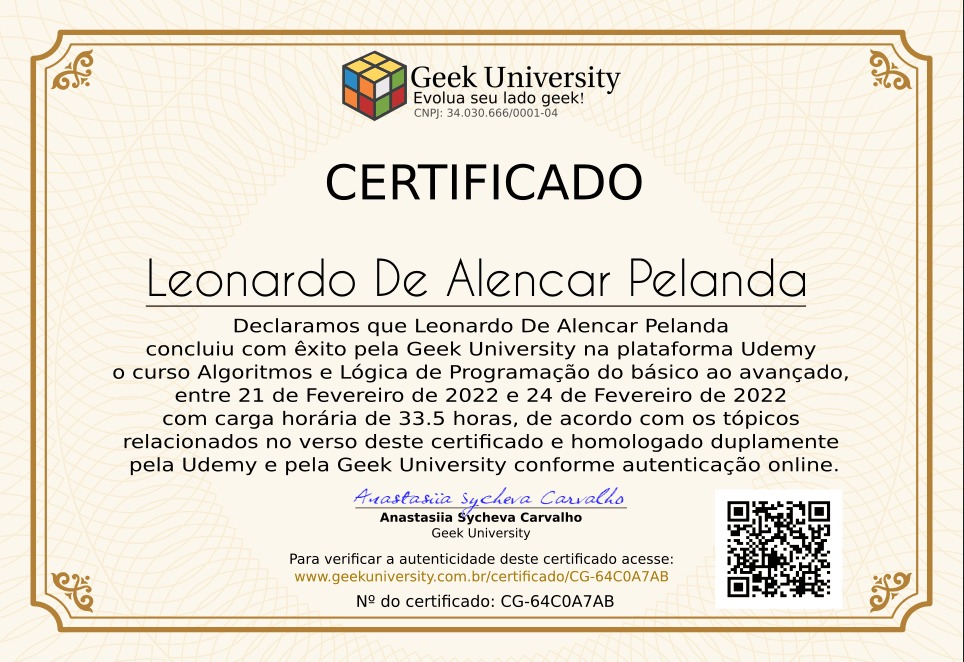 Geek University
Evolua seu lado geek!
CNPJ: 34.030.666/0001-04
CERTIFICADO
Leonardo De Alencar Pelanda
Declaramos que Leonardo De Alencar Pelanda
concluiu com êxito pela Geek University na plataforma Udemy
o curso Algoritmos e Lógica de Programação do básico ao avançado,
entre 21 de Fevereiro de 2022 e 24 de Fevereiro de 2022
com carga horária de 33.5 horas, de acordo com os tópicos
relacionados no verso deste certificado e homologado duplamente
pela Udemy e pela Geek University conforme autenticação online.
Anastasiia Sycheva Carvalho
Anastasiia Sycheva Carvalho
Geek University
Para verificar a autenticidade deste certificado acesse:
www.geekuniversity.com.br/certificado/CG-64C0A7AB
Nº do certificado: CG-64C0A7AB